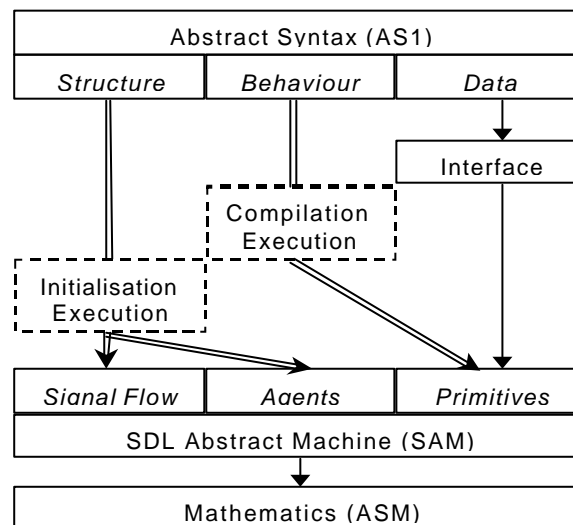 Abstract Syntax (AS1)
Structure Behaviour Data
Interface
Compilation
Execution
Initialisation
Execution
Signal Flow Agents Primitives
SDL Abstract Machine (SAM)
Mathematics (ASM)